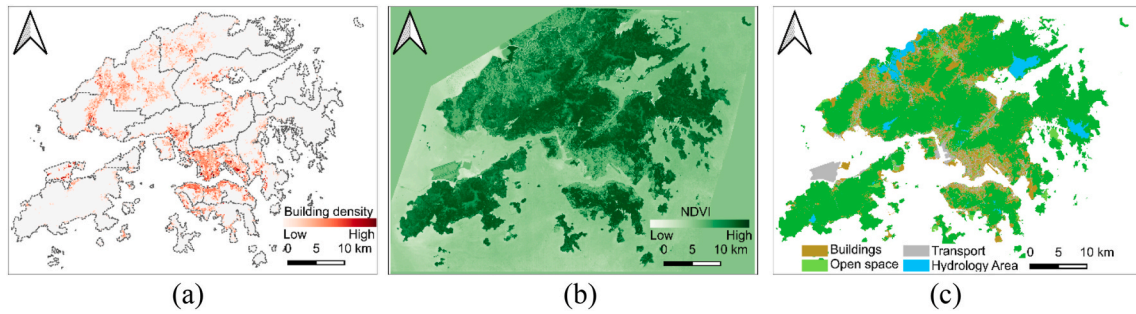 Building density
Low High
0 5 10 km
(a)
NDVI
Low High
0 5 10 km
(b)
Buildings Transport
Open space Hydrology Area
0 5 10 km
(c)